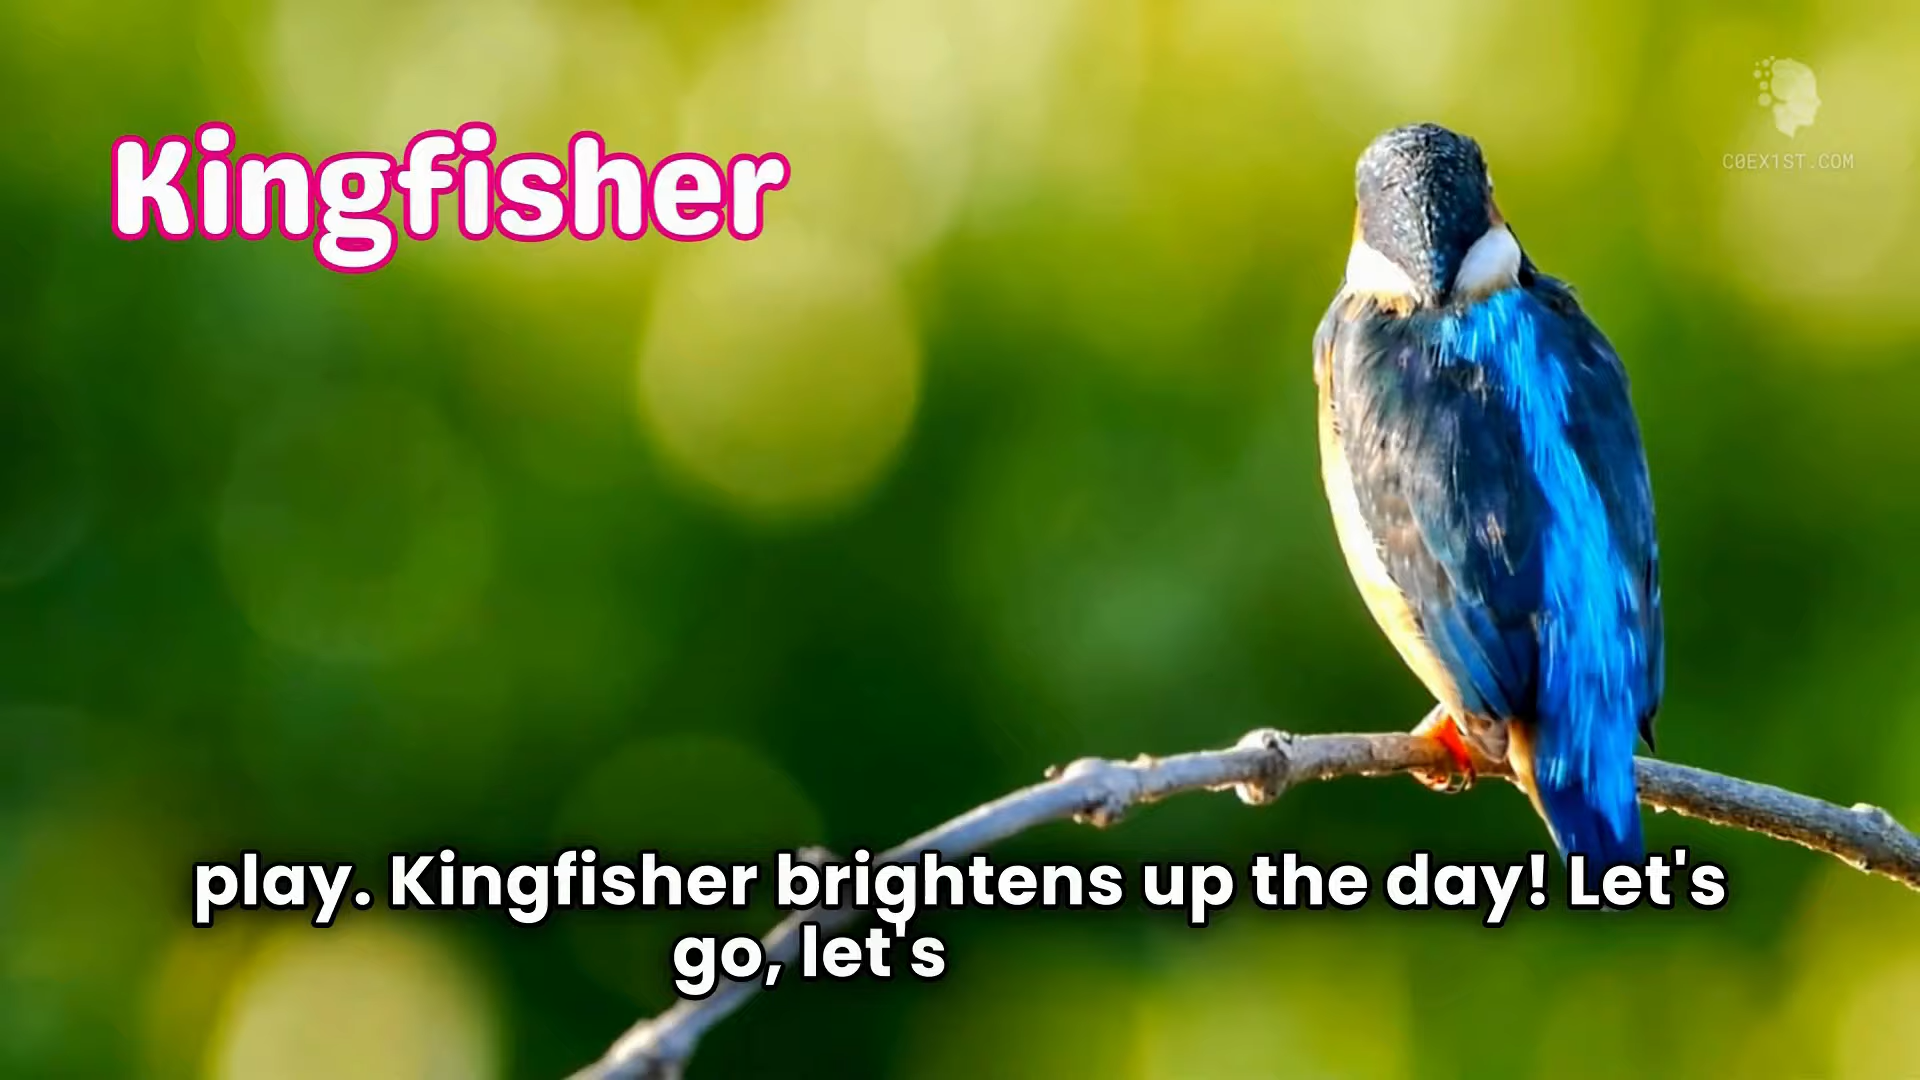 Kingfisher
C0EX1ST.COM
play. Kingfisher brightens up the day! Let's
go, let's